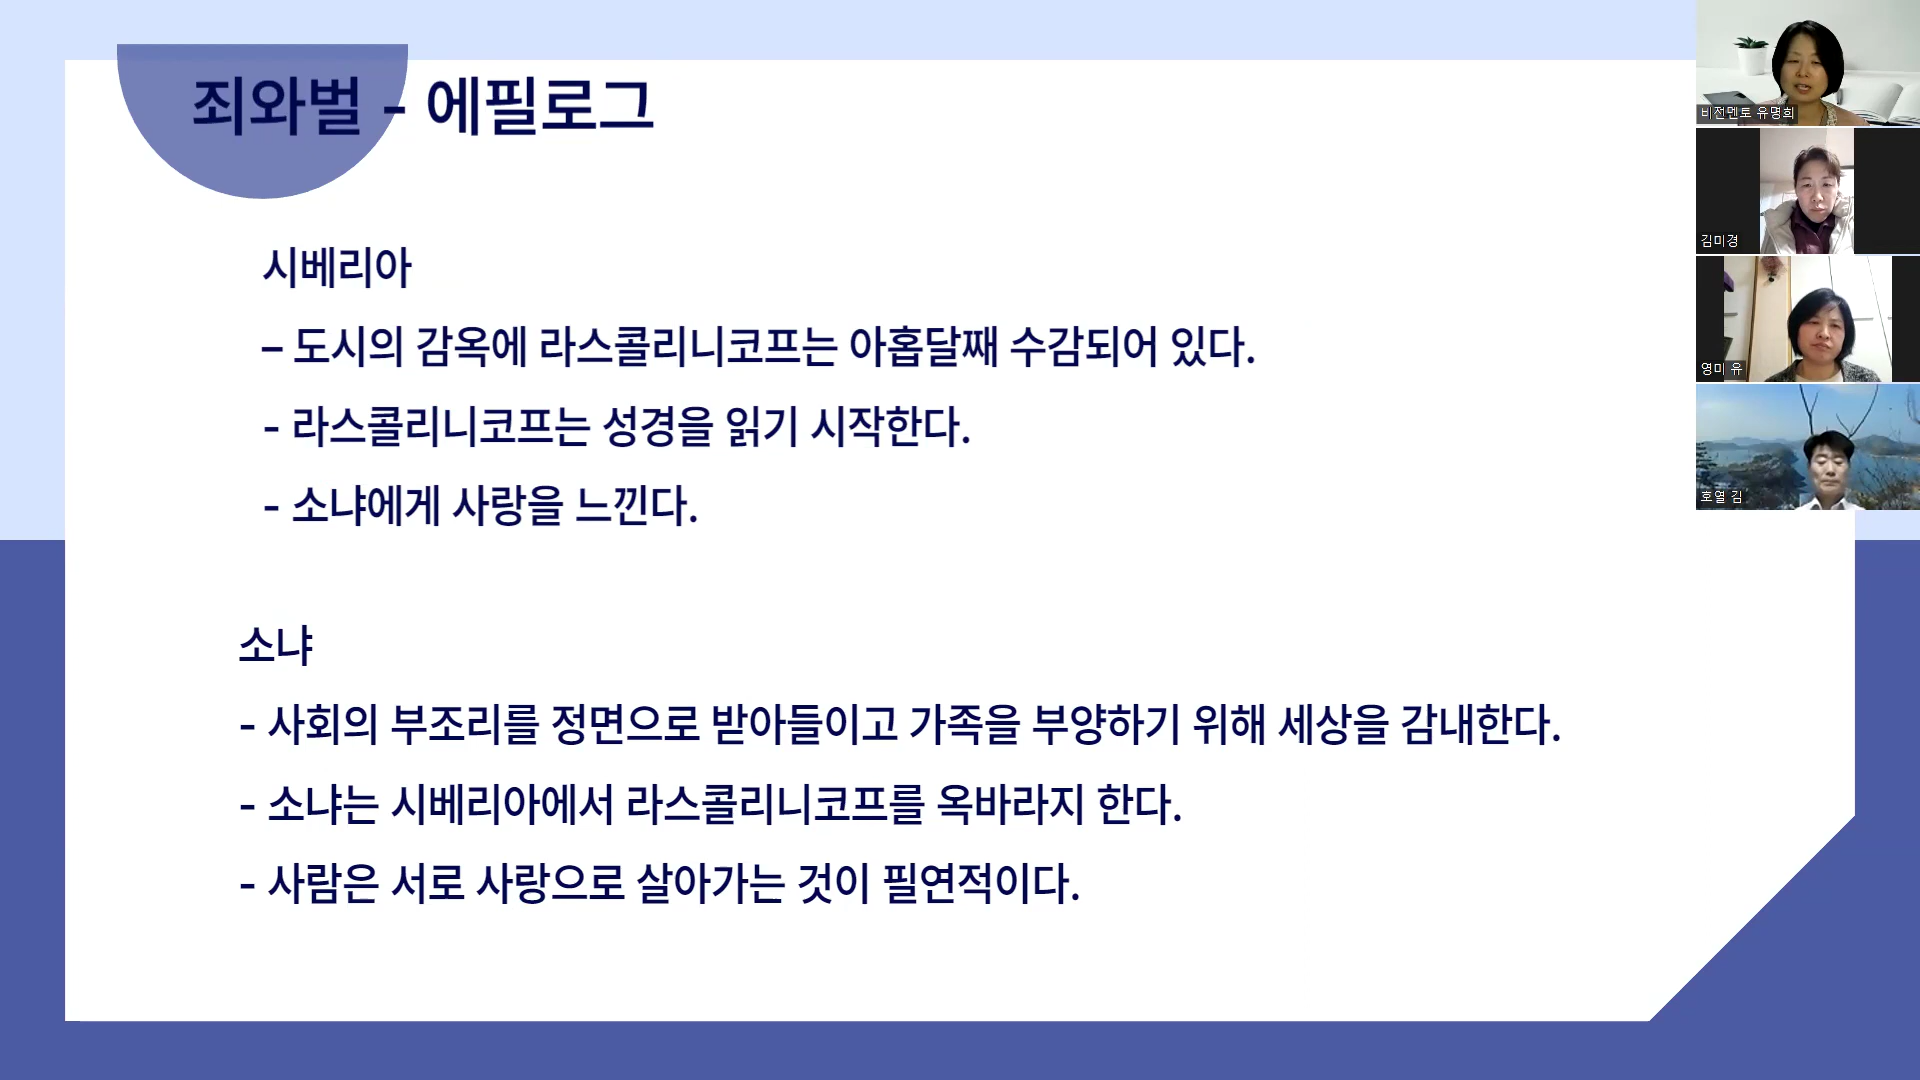 죄와벌 - 에필로그
시베리아
– 도시의 감옥에 라스콜리니코프는 아홉달째 수감되어 있다.
- 라스콜리니코프는 성경을 읽기 시작한다.
- 소냐에게 사랑을 느낀다.
소냐
- 사회의 부조리를 정면으로 받아들이고 가족을 부양하기 위해 세상을 감내한다.
- 소냐는 시베리아에서 라스콜리니코프를 옥바라지 한다.
- 사람은 서로 사랑으로 살아가는 것이 필연적이다.
비전멘토 유명희
김미경
영미 유
호열 김